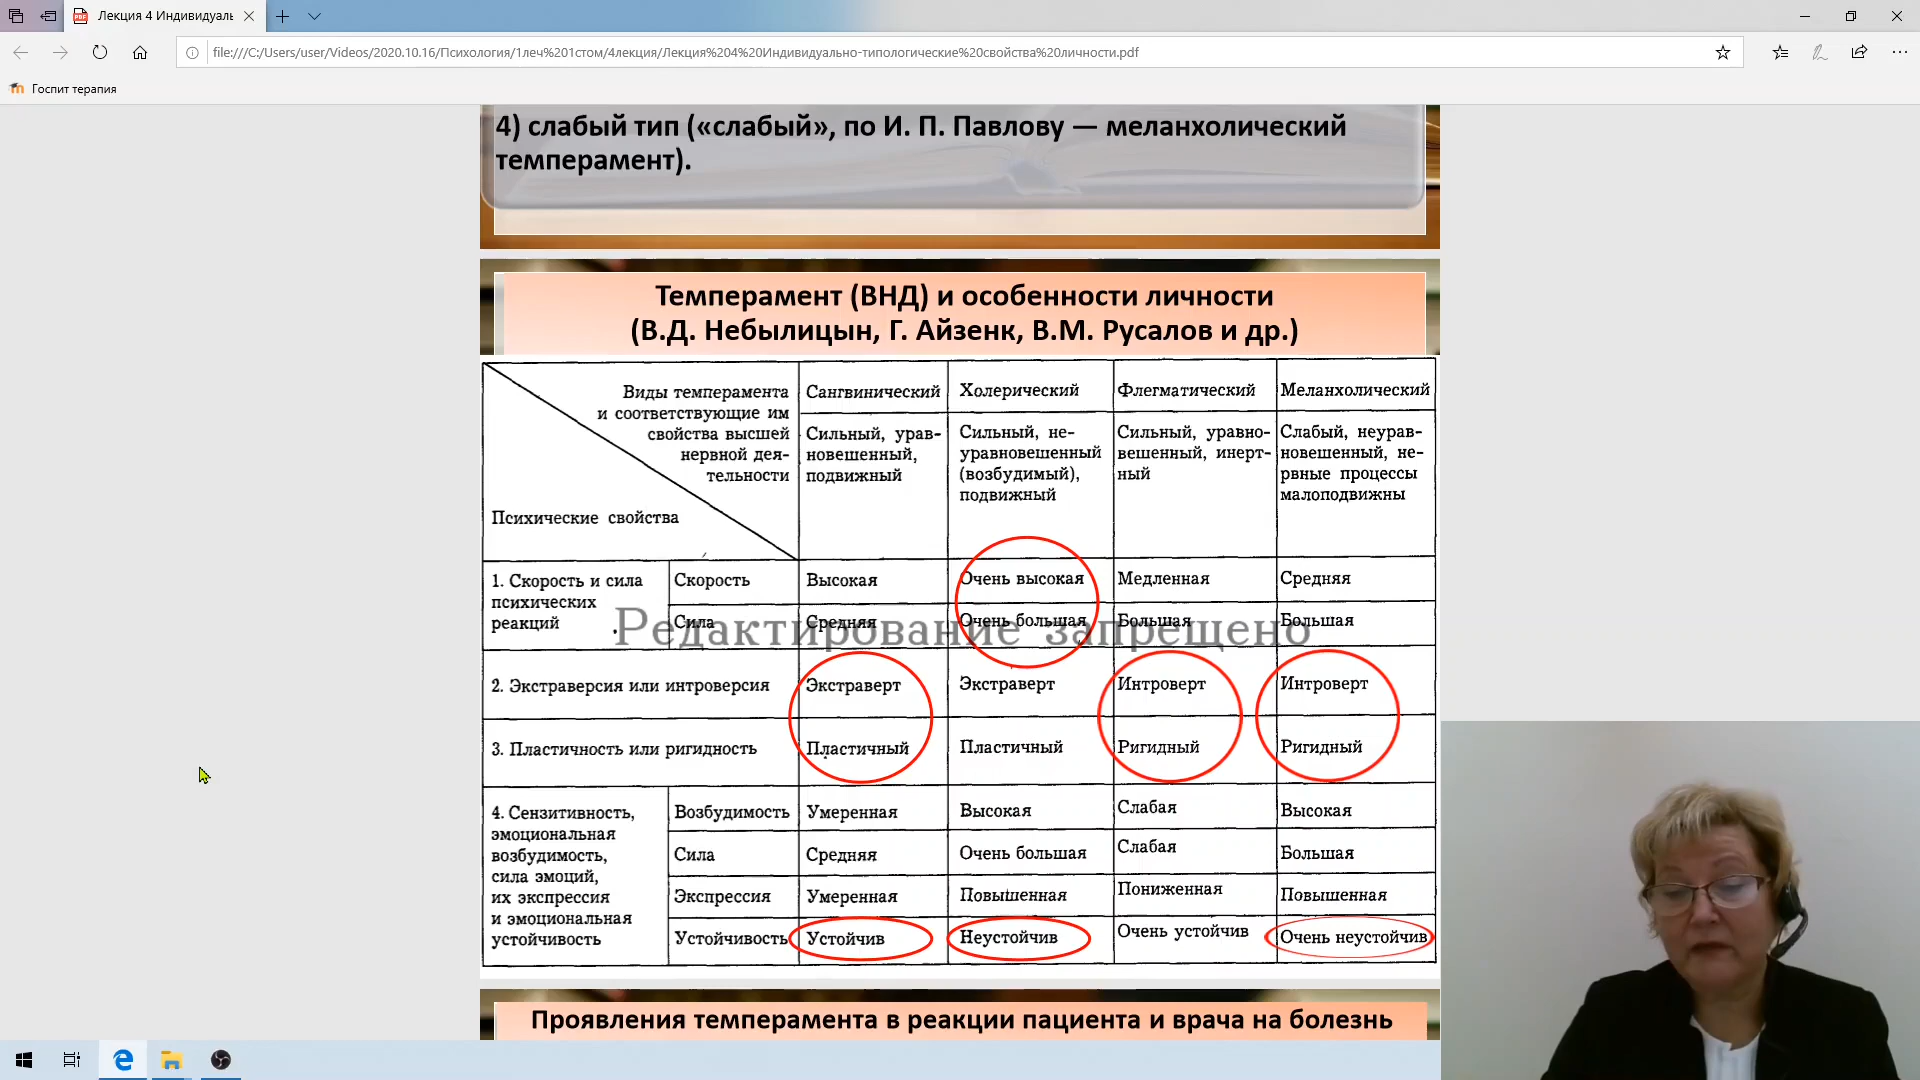 Лекция 4 Индивидуаль
file:///C:/Users/user/Videos/2020.10.16/Психология/1леч%201стом/4лекция/Лекция%204%20Индивидуально-типологические%20свойства%20личности.pdf
Госпит терапия
4) слабый тип («слабый», по И. П. Павлову — меланхолический
темперамент).
Темперамент (ВНД) и особенности личности
(В.Д. Небылицын, Г. Айзенк, В.М. Русалов и др.)
Виды темперамента
и соответствующие им
свойства высшей
нервной дея-
тельности
Психические свойства
Сангвинический
Холерический
Флегматический
Меланхолический
Сильный, урав-
новешенный,
подвижный
Сильный, не-
уравновешенный
(возбудимый),
подвижный
Сильный, уравно-
вешенный, инерт-
ный
Слабый, неурав-
новешенный, не-
рвные процессы
малоподвижны
1. Скорость и сила
психических
реакций
Скорость
Высокая
Очень высокая
Медленная
Средняя
Сила
Средняя
Очень большая
Большая
Большая
Редактирование запрещено
2. Экстраверсия или интроверсия
Экстраверт
Экстраверт
Интроверт
Интроверт
3. Пластичность или ригидность
Пластичный
Пластичный
Ригидный
Ригидный
4. Сензитивность,
эмоциональная
возбудимость,
сила эмоций,
их экспрессия
и эмоциональная
устойчивость
Возбудимость
Умеренная
Высокая
Слабая
Высокая
Сила
Средняя
Очень большая
Слабая
Большая
Экспрессия
Умеренная
Повышенная
Пониженная
Повышенная
Устойчивость
Устойчив
Неустойчив
Очень устойчив
Очень неустойчив
Проявления темперамента в реакции пациента и врача на болезнь